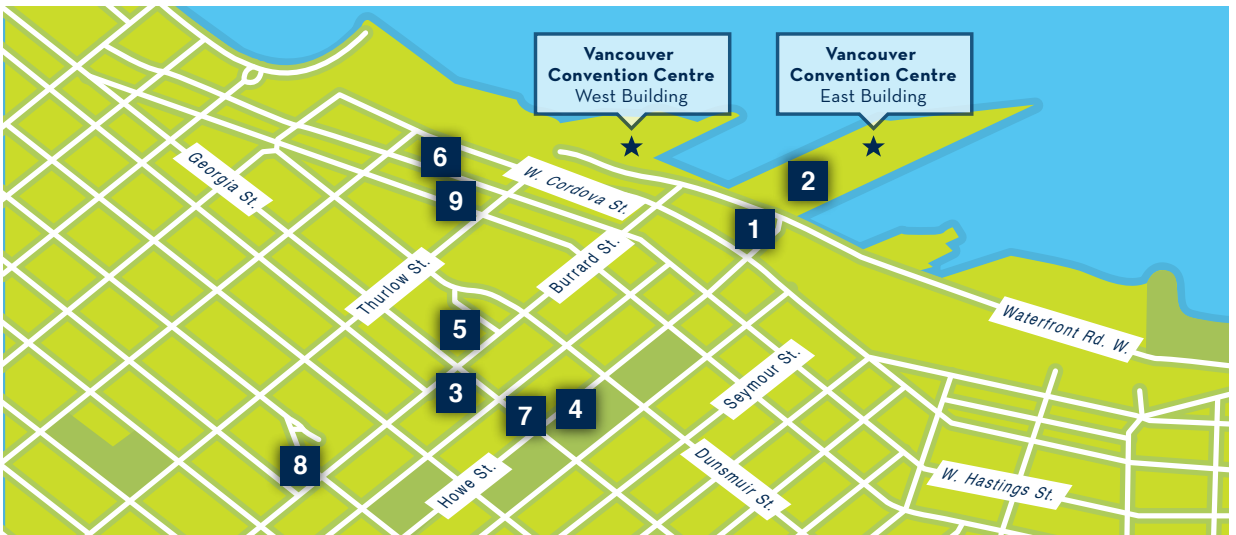 Vancouver
Convention Centre
West Building
Vancouver
Convention Centre
East Building
6
2
Georgia St.
W. Cordova St.
9
1
Burrard St.
Thurlow St.
5
Waterfront Rd. W.
Seymour St.
3
7
4
8
Howe St.
Dunsmuir St.
W. Hastings St.